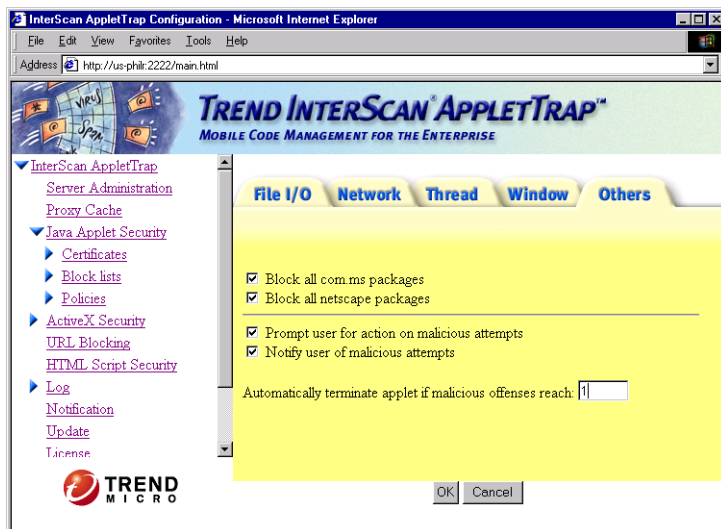 InterScan AppletTrap Configuration - Microsoft Internet Explorer
File Edit View Favorites Tools Help
Address http://us-philr:2222/main.html
VIRUS
SPAM
TREND INTERSCAN® APPLETTRAP™
MOBILE CODE MANAGEMENT FOR THE ENTERPRISE
InterScan AppletTrap
Server Administration
Proxy Cache
Java Applet Security
Certificates
Block lists
Policies
ActiveX Security
URL Blocking
HTML Script Security
Log
Notification
Update
License
TREND
MICRO
File I/O Network Thread Window Others
Block all com.ms packages
Block all netscape packages
Prompt user for action on malicious attempts
Notify user of malicious attempts
Automatically terminate applet if malicious offenses reach: 1
OK Cancel